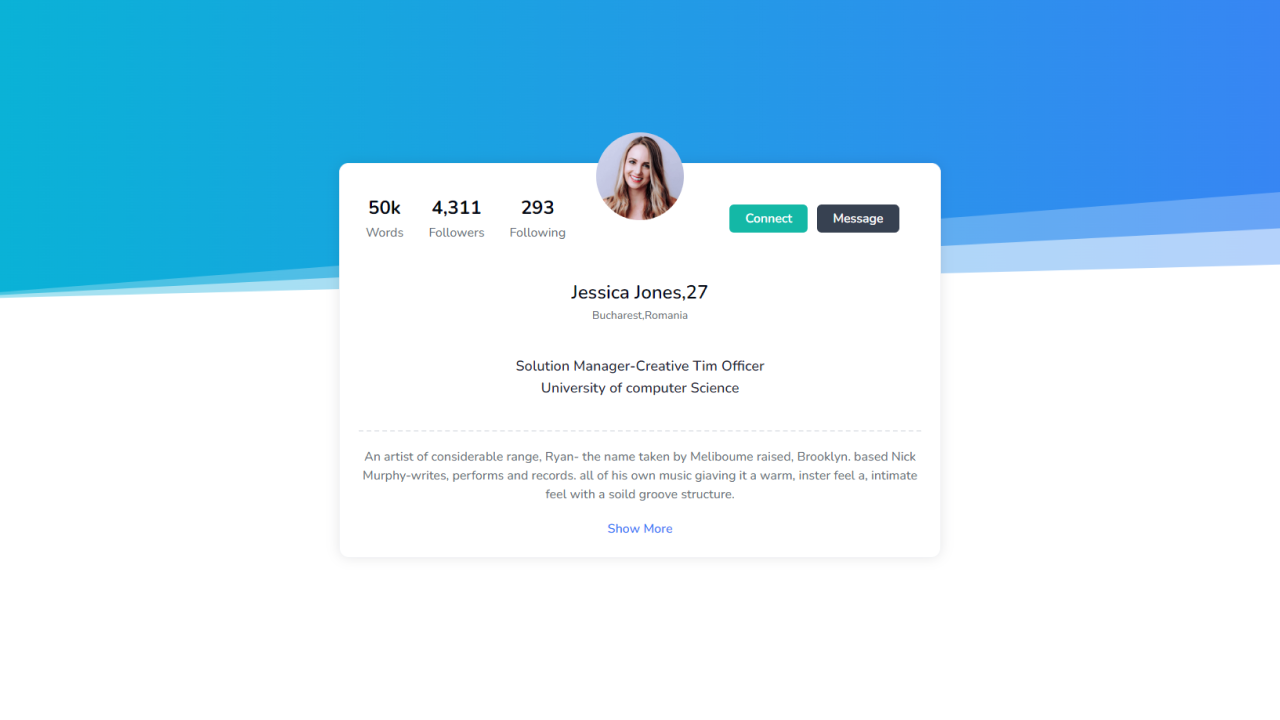 50k
4,311
293
Words
Followers
Following
Connect
Message
Jessica Jones,27
Bucharest,Romania
Solution Manager-Creative Tim Officer
University of computer Science
An artist of considerable range, Ryan- the name taken by Meliboume raised, Brooklyn. based Nick
Murphy-writes, performs and records. all of his own music giaving it a warm, inster feel a, intimate
feel with a soild groove structure.
Show More